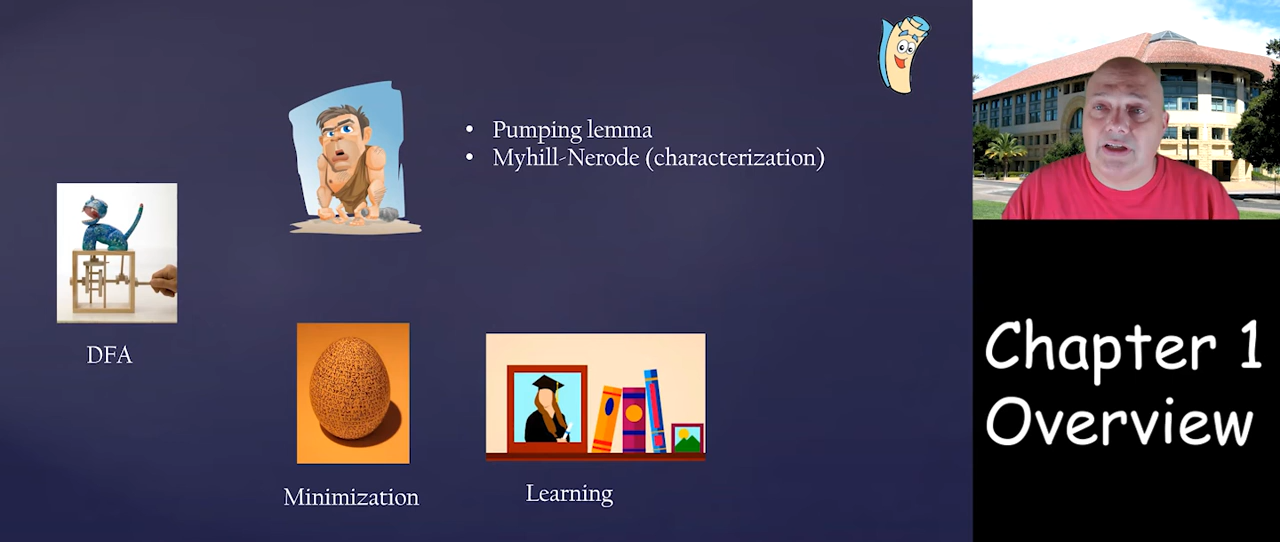 • Pumping lemma
• Myhill-Nerode (characterization)
DFA
Minimization
Learning
Chapter 1
Overview